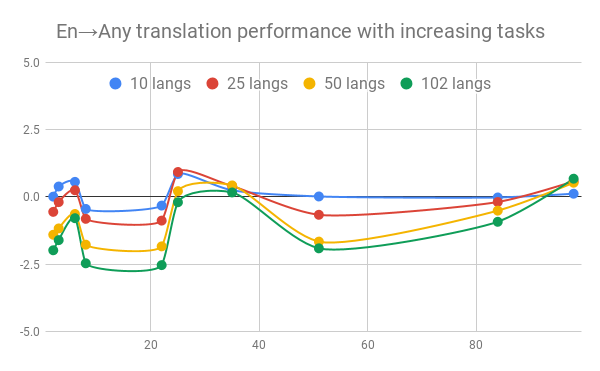 En→Any translation performance with increasing tasks
5.0
10 langs 25 langs 50 langs 102 langs
2.5
0.0
-2.5
-5.0
20 40 60 80